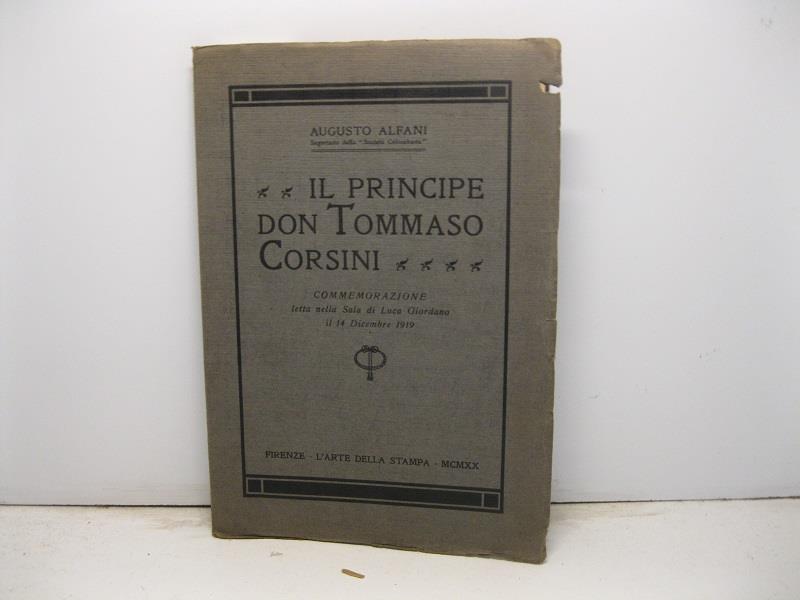 AUGUSTO ALFANI
Segretario della "Società Colombaria"
IL PRINCIPE
DON TOMMASO
CORSINI
COMMEMORAZIONE
letta nella Sala di Luca Giordano
il 14 Dicembre 1919
FIRENZE - L'ARTE DELLA STAMPA - MCMXX